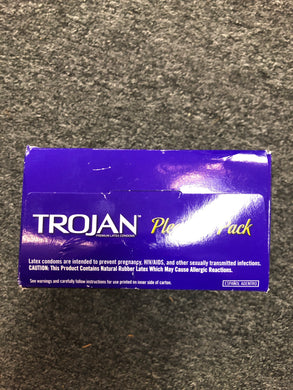 TROJAN™ Pleasure Pack
PREMIUM LATEX CONDOMS
Latex condoms are intended to prevent pregnancy, HIV/AIDS, and other sexually transmitted infections.
CAUTION: This Product Contains Natural Rubber Latex Which May Cause Allergic Reactions.
See warnings and carefully follow instructions for use printed on inner side of carton.
ESPAÑOL ADENTRO